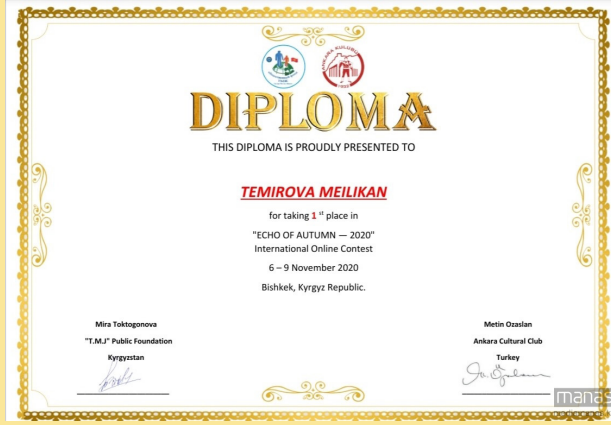 ANKARA KULUBU
DIPLOMA
THIS DIPLOMA IS PROUDLY PRESENTED TO
TEMIROVA MEILIKAN
for taking 1 st place in
"ECHO OF AUTUMN — 2020"
International Online Contest
6 – 9 November 2020
Bishkek, Kyrgyz Republic.
Mira Toktogonova
"T.M.J" Public Foundation
Kyrgyzstan
Metin Ozaslan
Ankara Cultural Club
Turkey
manas